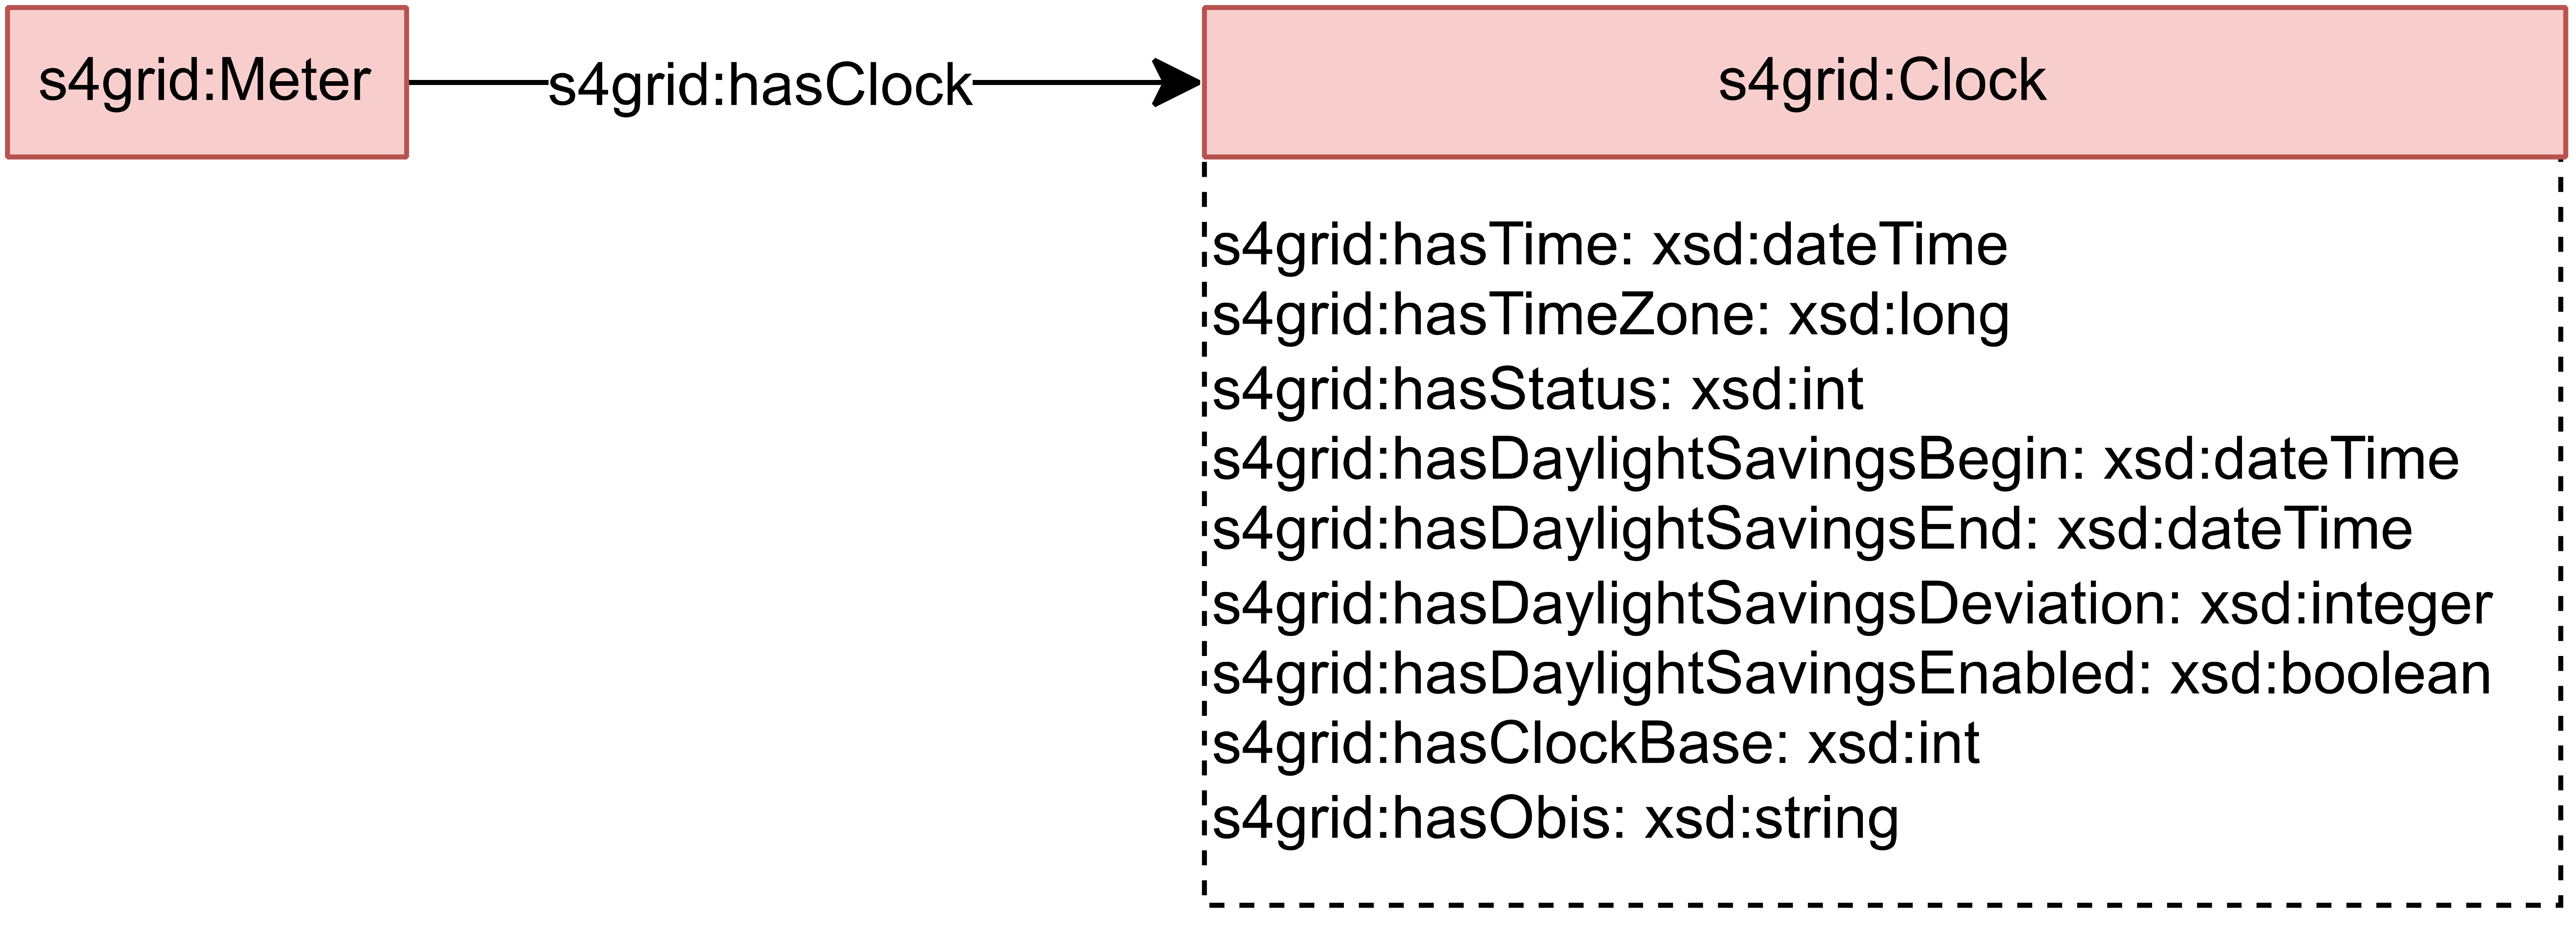 s4grid:Meter
s4grid:hasClock
s4grid:Clock
s4grid:hasTime: xsd:dateTime
s4grid:hasTimeZone: xsd:long
s4grid:hasStatus: xsd:int
s4grid:hasDaylightSavingsBegin: xsd:dateTime
s4grid:hasDaylightSavingsEnd: xsd:dateTime
s4grid:hasDaylightSavingsDeviation: xsd:integer
s4grid:hasDaylightSavingsEnabled: xsd:boolean
s4grid:hasClockBase: xsd:int
s4grid:hasObis: xsd:string